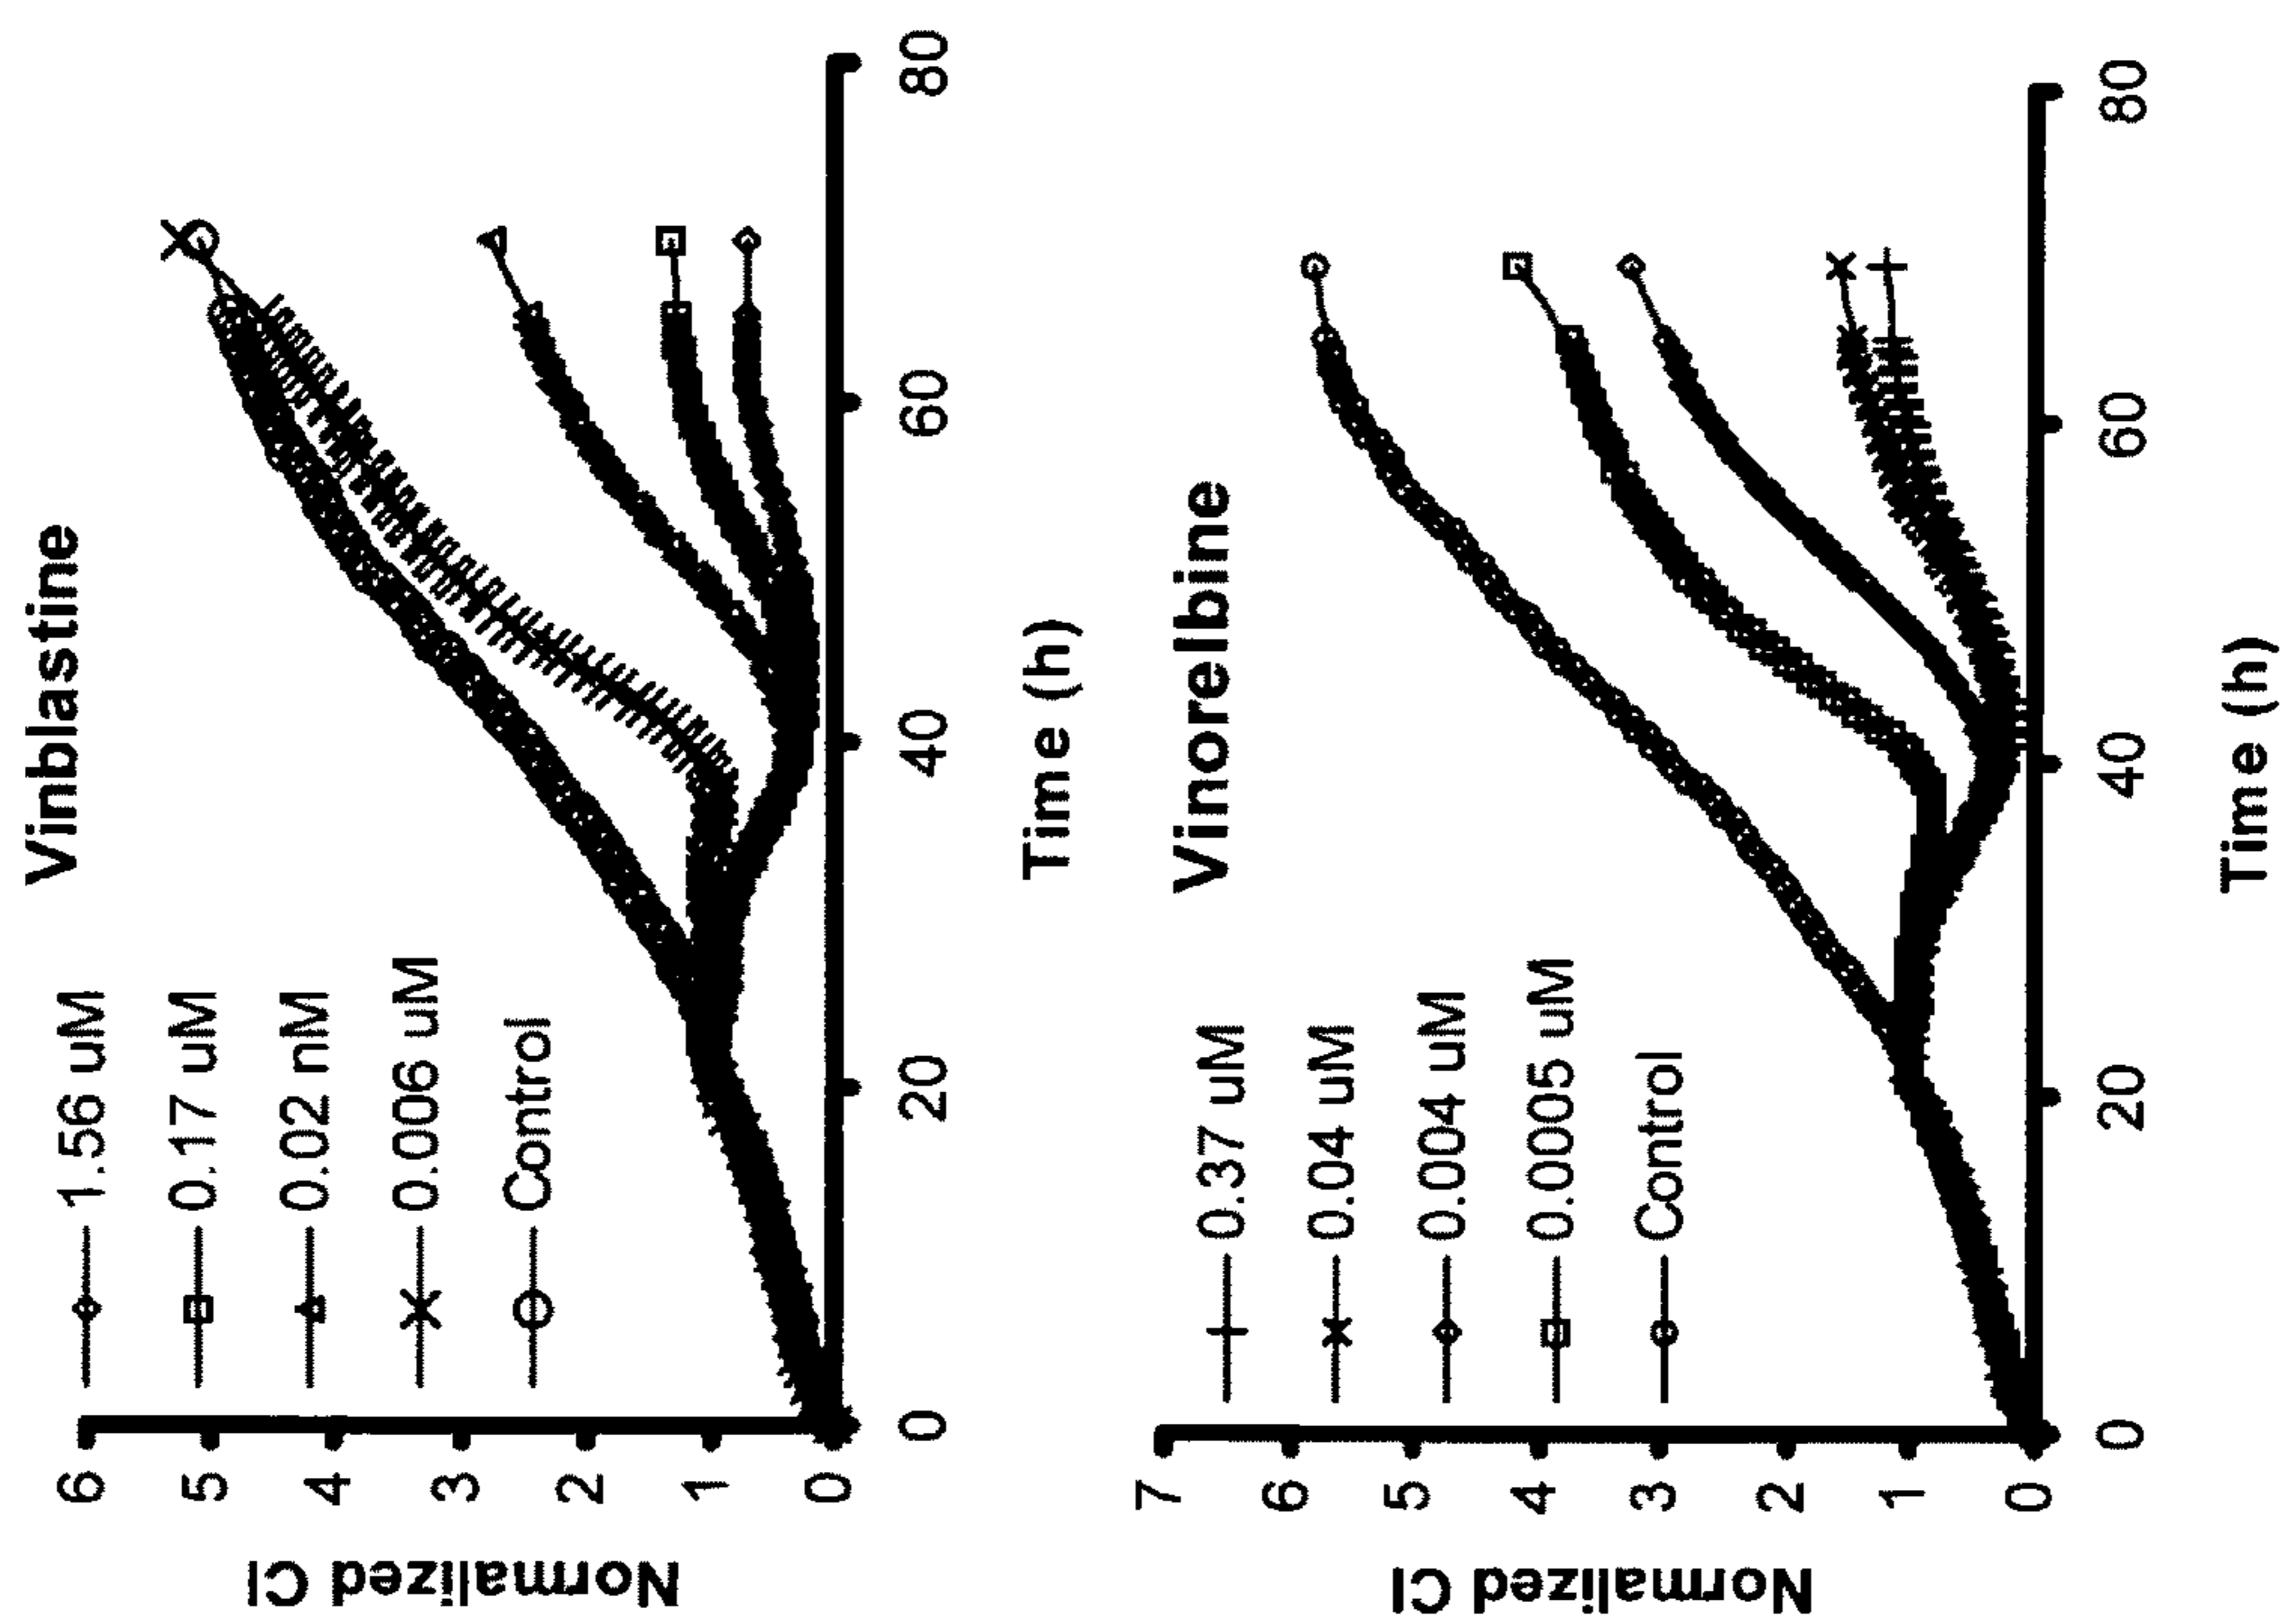 Vinblastine
1.56 uM
0.17 uM
0.02 nM
0.006 uM
Control
Normalized CI
6
5
4
3
2
1
0
0
20
40
60
80
Time (h)
Vinorelbine
0.37 uM
0.04 uM
0.004 uM
0.0005 uM
Control
Normalized CI
7
6
5
4
3
2
1
0
0
20
40
60
80
Time (h)